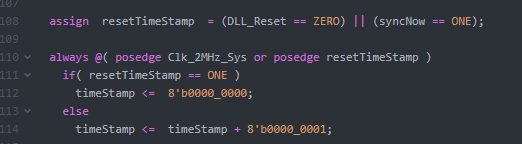 107
108 assign resetTimeStamp = (DLL_Reset == ZERO) || (syncNow == ONE);
109
110 always @( posedge Clk_2MHz_Sys or posedge resetTimeStamp )
111 if( resetTimeStamp == ONE )
112 timeStamp <= 8'b0000_0000;
113 else
114 timeStamp <= timeStamp + 8'b0000_0001;